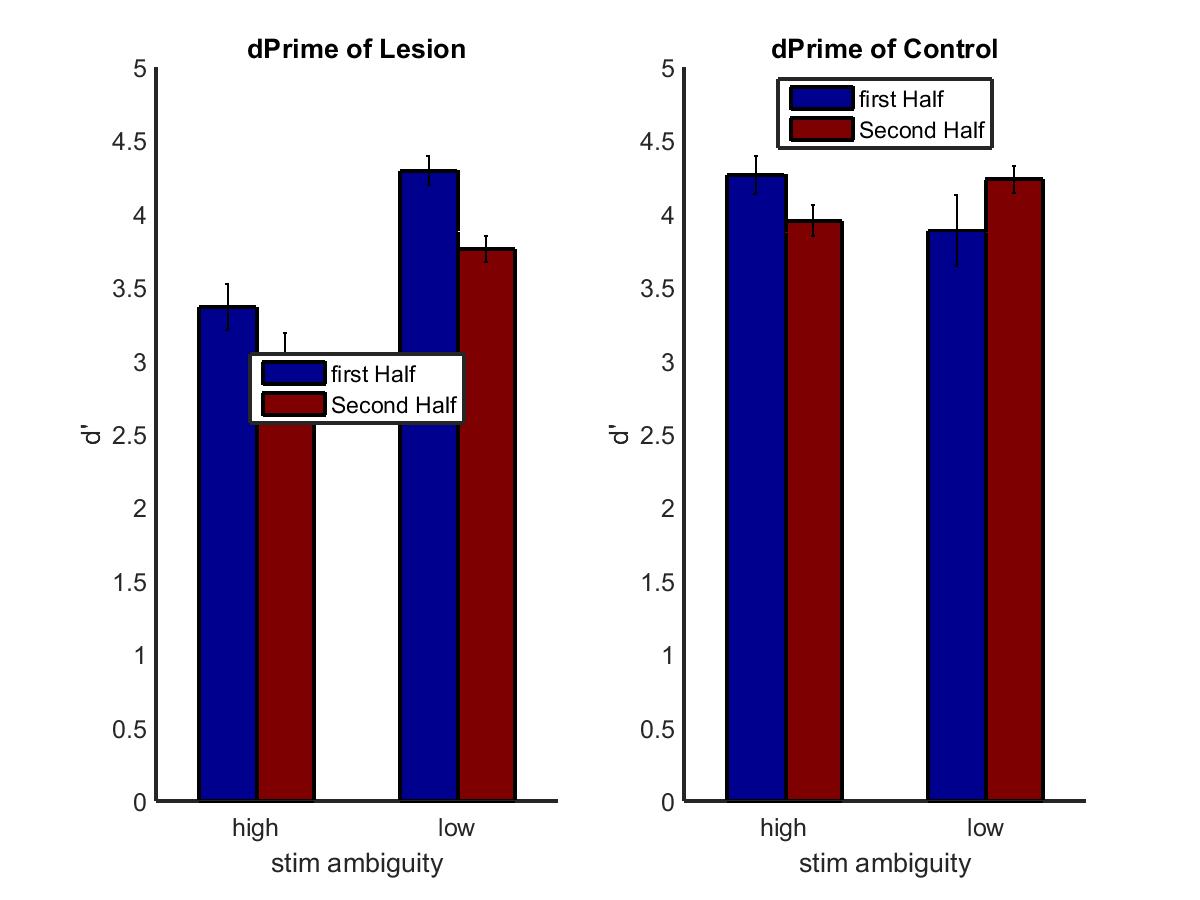 dPrime of Lesion
5
4.5
4
3.5
3
2.5
2
1.5
1
0.5
0
d'
first Half
Second Half
high
low
stim ambiguity
dPrime of Control
5
4.5
4
3.5
3
2.5
2
1.5
1
0.5
0
d'
first Half
Second Half
high
low
stim ambiguity